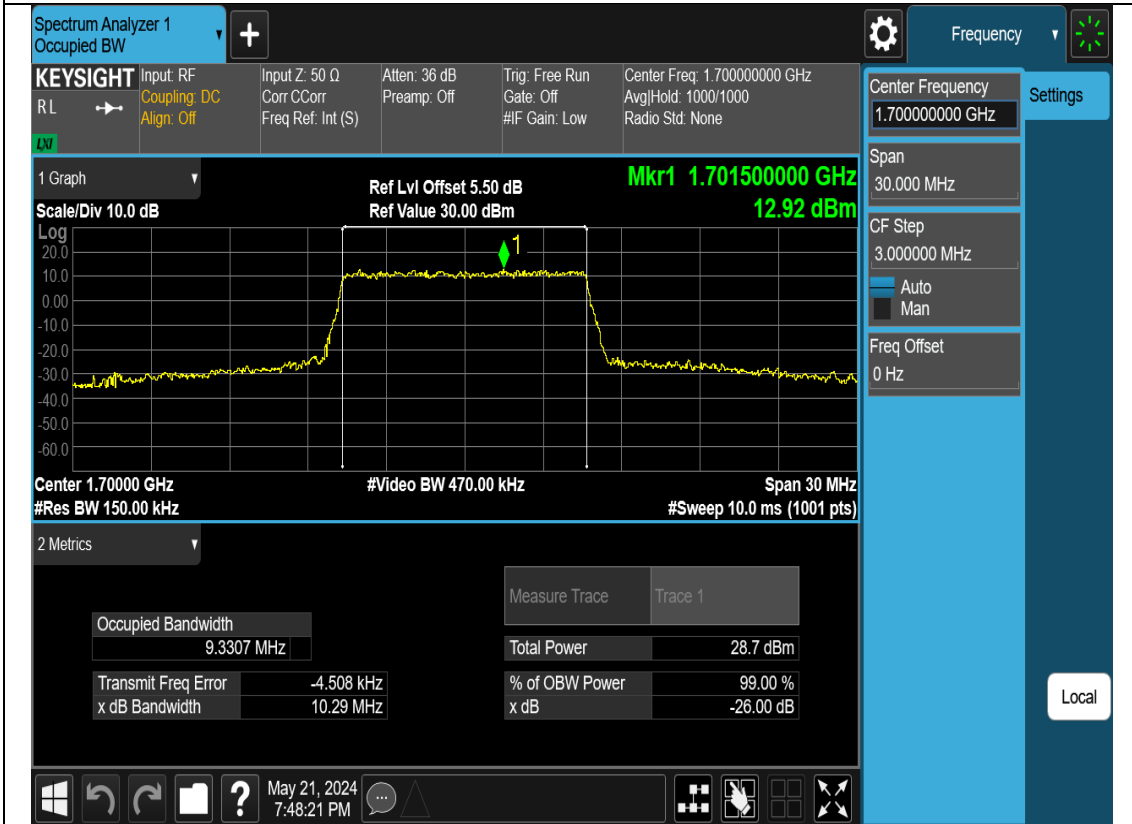 Spectrum Analyzer 1
Occupied BW
+
Frequency
KEYSIGHT
RL
LXI
Input: RF
Coupling: DC
Align: Off
Input Z: 50 Ω
Corr CCorr
Freq Ref: Int (S)
Atten: 36 dB
Preamp: Off
Trig: Free Run
Gate: Off
#IF Gain: Low
Center Freq: 1.700000000 GHz
Avg|Hold: 1000/1000
Radio Std: None
Center Frequency
1.700000000 GHz
Settings
Span
30.000 MHz
CF Step
3.000000 MHz
Auto
Man
Freq Offset
0 Hz
Local
1 Graph
Scale/Div 10.0 dB
Ref Lvl Offset 5.50 dB
Ref Value 30.00 dBm
Mkr1 1.701500000 GHz
12.92 dBm
Log
20.0
10.0
0.00
-10.0
-20.0
-30.0
-40.0
-50.0
-60.0
1
Center 1.70000 GHz
#Res BW 150.00 kHz
#Video BW 470.00 kHz
Span 30 MHz
#Sweep 10.0 ms (1001 pts)
2 Metrics
Measure Trace Trace 1
Occupied Bandwidth
9.3307 MHz
Total Power 28.7 dBm
Transmit Freq Error -4.508 kHz
% of OBW Power 99.00 %
x dB Bandwidth 10.29 MHz
x dB -26.00 dB
?
May 21, 2024
7:48:21 PM